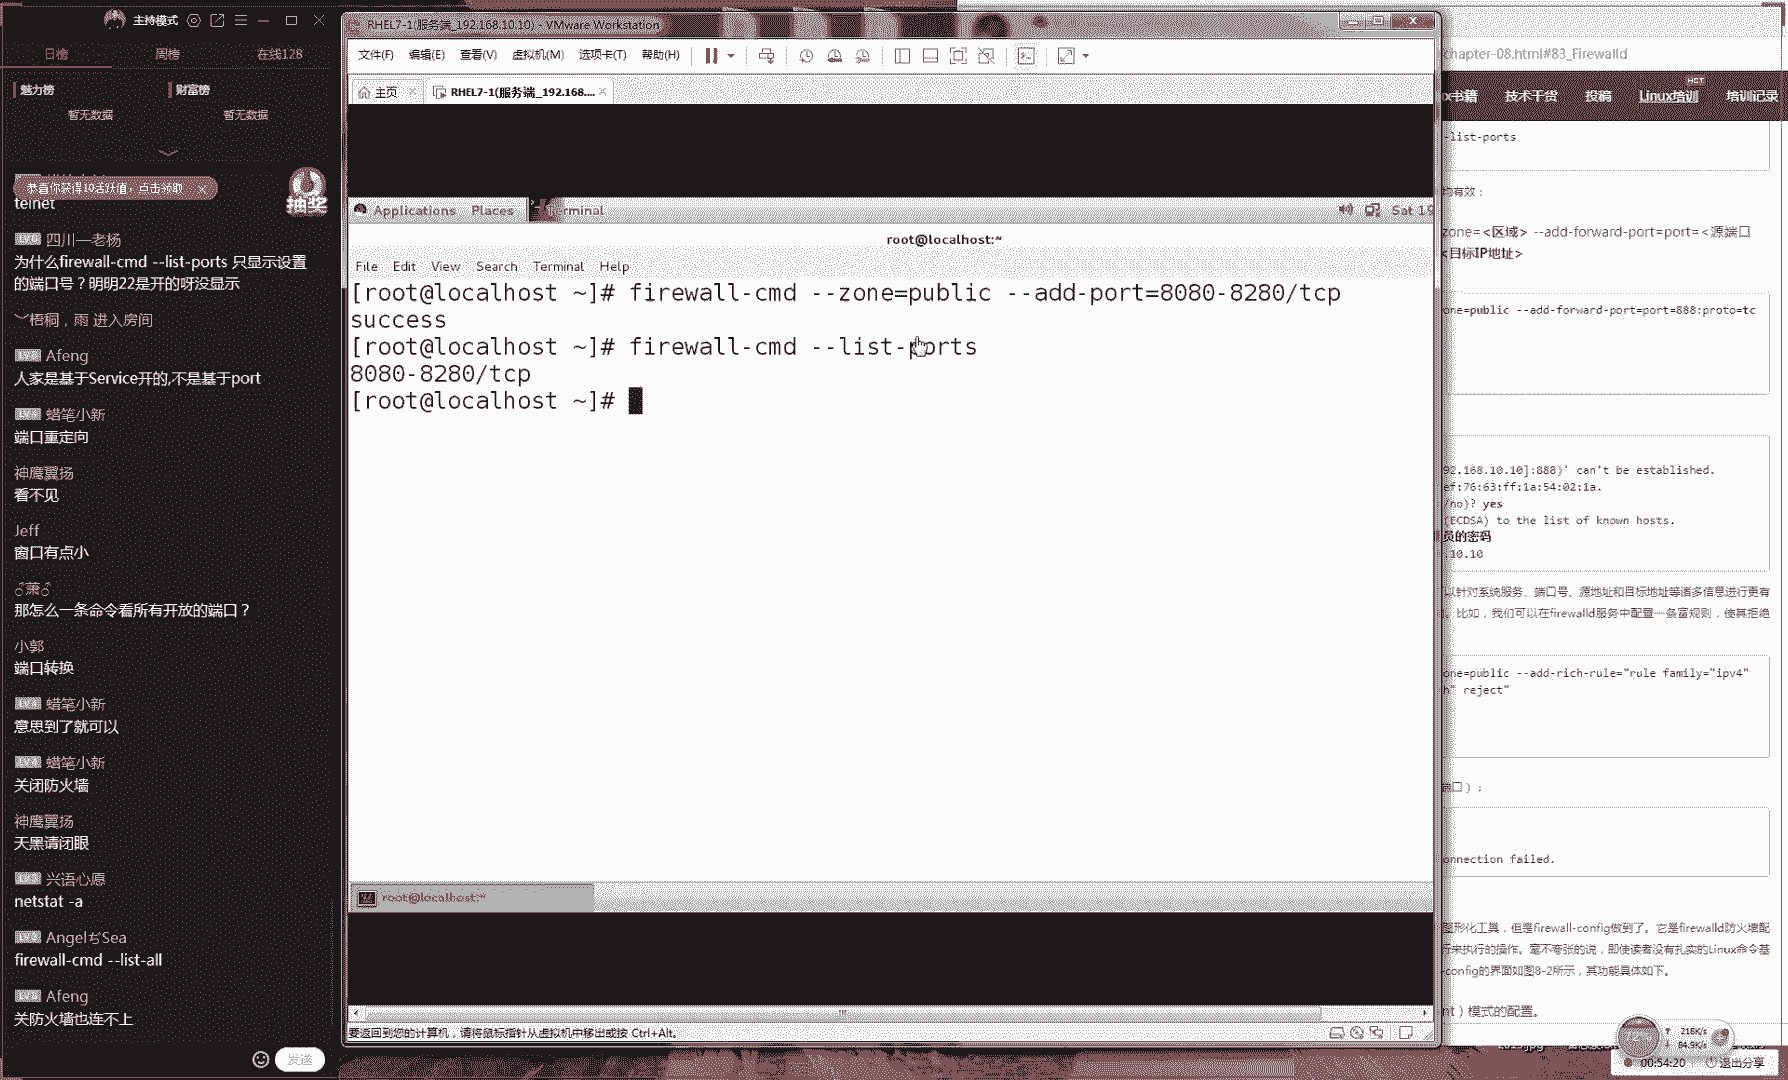 主持模式
日榜 周榜 在线128
魅力榜 财富榜
暂无数据 暂无数据
恭喜你获得10活跃值，点击领取
telnet
抽奖
四川—老杨
为什么firewall-cmd --list-ports 只显示设置
的端口号？明明22是开的呀没显示
梧桐，雨 进入房间
Afeng
人家是基于Service开的,不是基于port
LV.4 蜡笔小新
端口重定向
神鹰翼扬
看不见
Jeff
窗口有点小
♂萧♂
那怎么一条命令看所有开放的端口？
小郭
端口转换
LV.4 蜡笔小新
意思到了就可以
LV.4 蜡笔小新
关闭防火墙
神鹰翼扬
天黑请闭眼
兴语心愿
netstat -a
AngelぢSea
firewall-cmd --list-all
Afeng
关防火墙也连不上
发送
RHEL7-1(服务端_192.168.10.10) - VMware Workstation
文件(F) 编辑(E) 查看(V) 虚拟机(M) 选项卡(T) 帮助(H)
主页 RHEL7-1(服务端_192.168....
Applications Places Terminal Sat 19
root@localhost:~
File Edit View Search Terminal Help
[root@localhost ~]# firewall-cmd --zone=public --add-port=8080-8280/tcp
success
[root@localhost ~]# firewall-cmd --list-ports
8080-8280/tcp
[root@localhost ~]#
root@localhost:~
要返回到您的计算机，请将鼠标指针从虚拟机中移出或按 Ctrl+Alt。
chapter-08.html#83_Firewalld
x书籍 技术干货 投稿 Linux培训 HOT 培训记录
-list-ports
均有效：
zone=<区域> --add-forward-port=port=<源端口
<目标IP地址>
one=public --add-forward-port=port=888:proto=tc
92.168.10.10]:888)' can't be established.
ef:76:63:ff:1a:54:02:1a.
/no)? yes
(ECDSA) to the list of known hosts.
员的密码
.10.10
以针对系统服务、端口号、源地址和目标地址等诸多信息进行更有
比如，我们可以在firewalld服务中配置一条富规则，使其拒绝
one=public --add-rich-rule="rule family="ipv4"
h" reject"
端口）；
onnection failed.
图形化工具，但是firewall-config做到了。它是firewalld防火墙配
行来执行的操作。毫不夸张的说，即使读者没有扎实的Linux命令基
-config的界面如图8-2所示，其功能具体如下。
nt）模式的配置。
218K/s
84.9K/s
00:54:20 退出分享